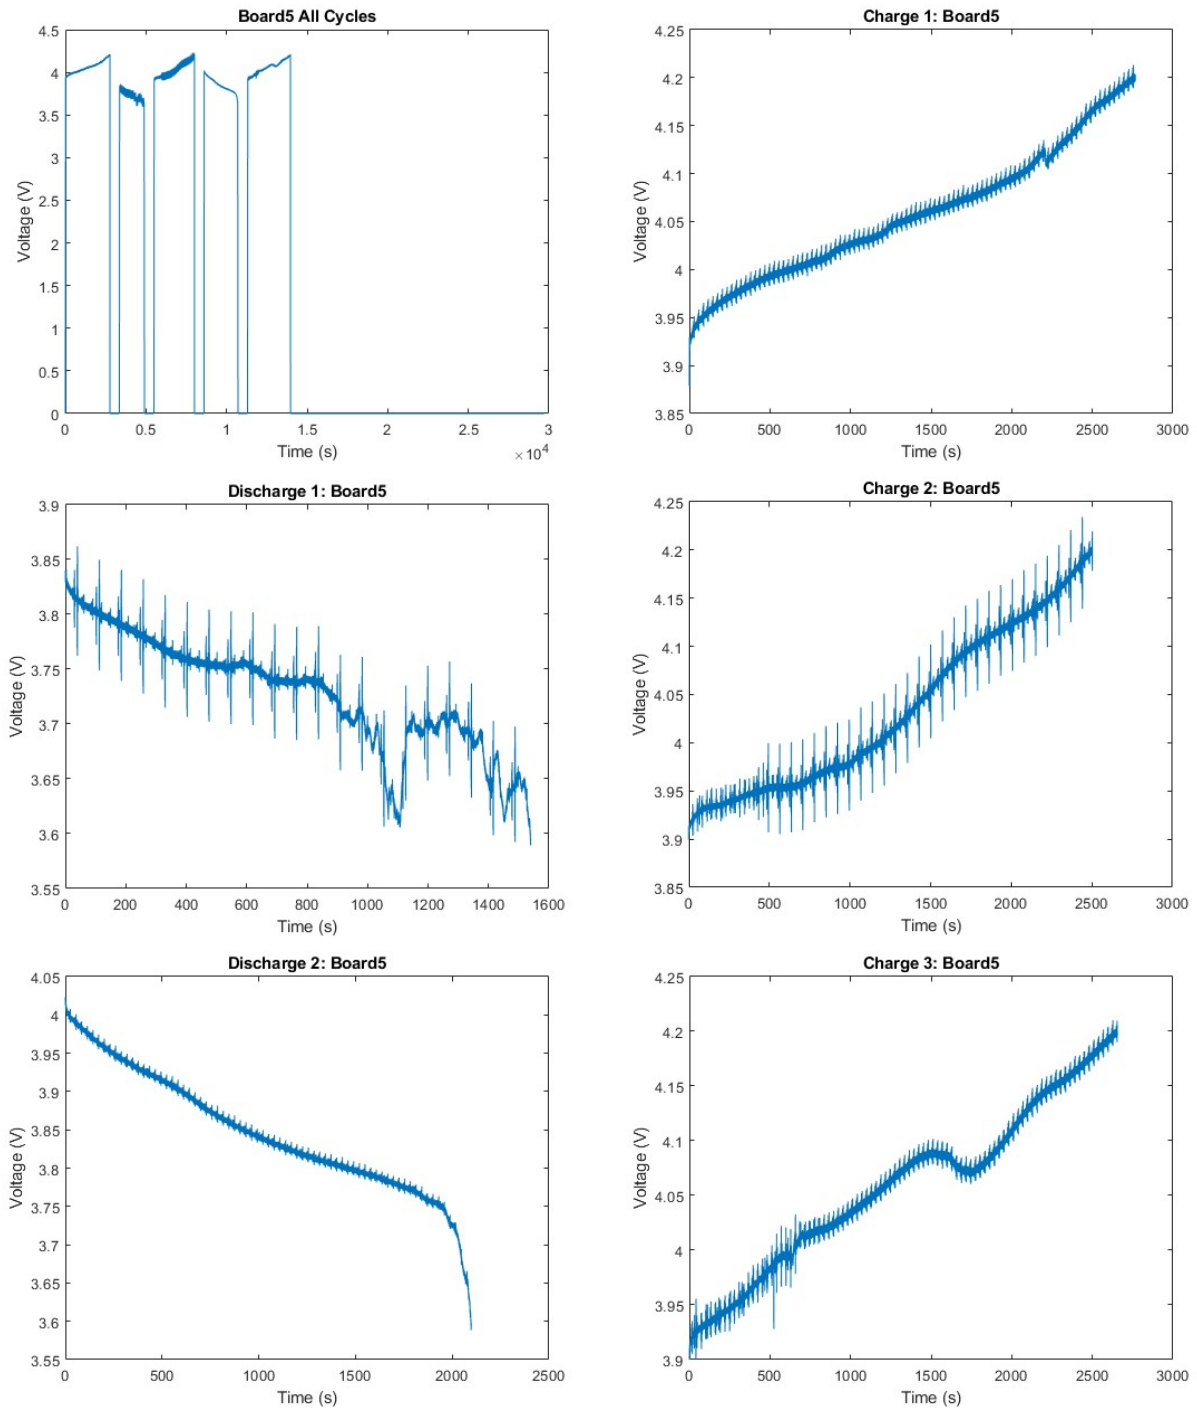 Board5 All Cycles
4.5
4
3.5
3
2.5
2
1.5
1
0.5
0
Voltage (V)
0 0.5 1 1.5 2 2.5 3
Time (s)
×10⁴
Charge 1: Board5
4.25
4.2
4.15
4.1
4.05
4
3.95
3.9
3.85
Voltage (V)
0 500 1000 1500 2000 2500 3000
Time (s)
Discharge 1: Board5
3.9
3.85
3.8
3.75
3.7
3.65
3.6
3.55
Voltage (V)
0 200 400 600 800 1000 1200 1400 1600
Time (s)
Charge 2: Board5
4.25
4.2
4.15
4.1
4.05
4
3.95
3.9
3.85
Voltage (V)
0 500 1000 1500 2000 2500 3000
Time (s)
Discharge 2: Board5
4.05
4
3.95
3.9
3.85
3.8
3.75
3.7
3.65
3.6
3.55
Voltage (V)
0 500 1000 1500 2000 2500
Time (s)
Charge 3: Board5
4.25
4.2
4.15
4.1
4.05
4
3.95
3.9
Voltage (V)
0 500 1000 1500 2000 2500 3000
Time (s)